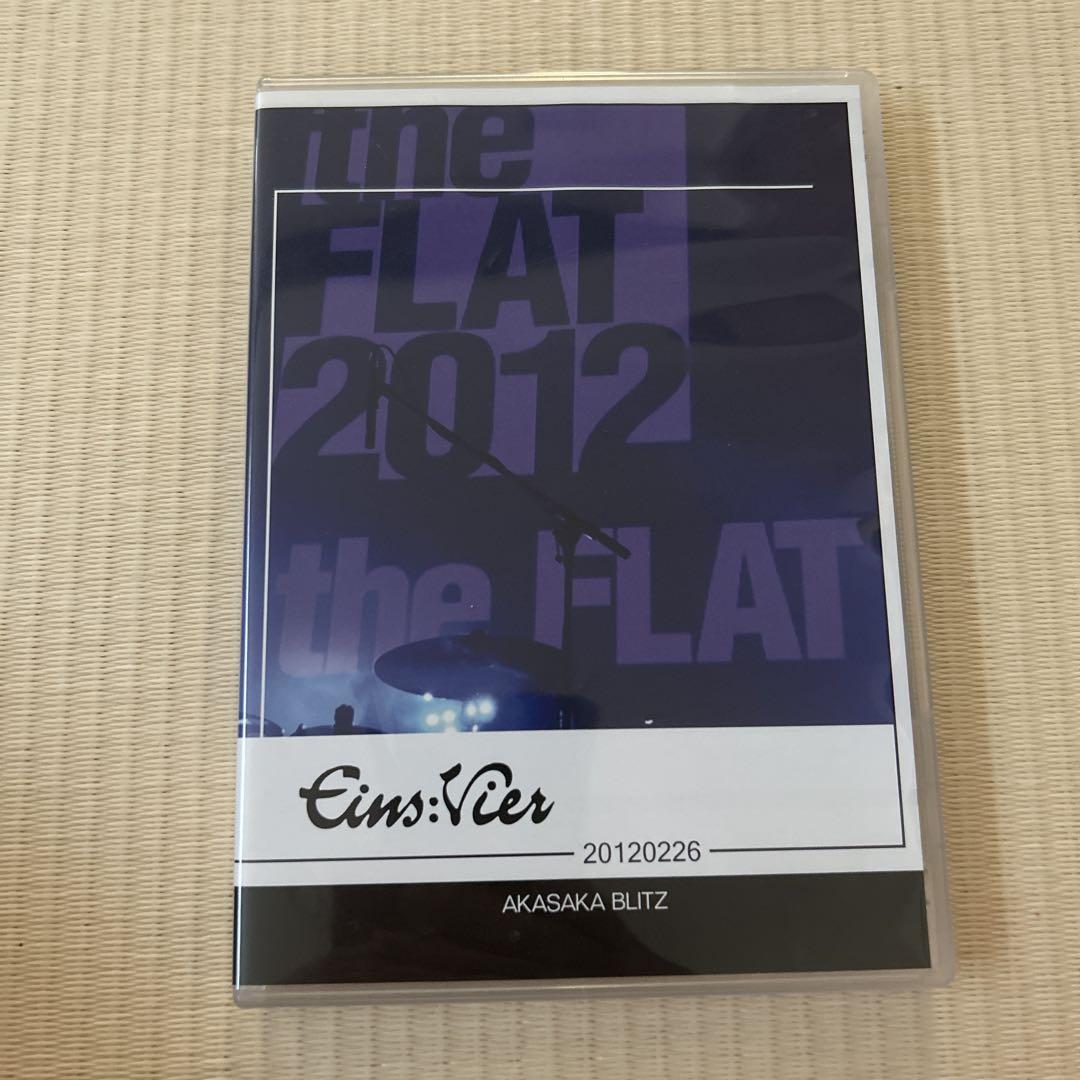 the
FLAT
2012
the FLAT
Eins:Vier
20120226
AKASAKA BLITZ